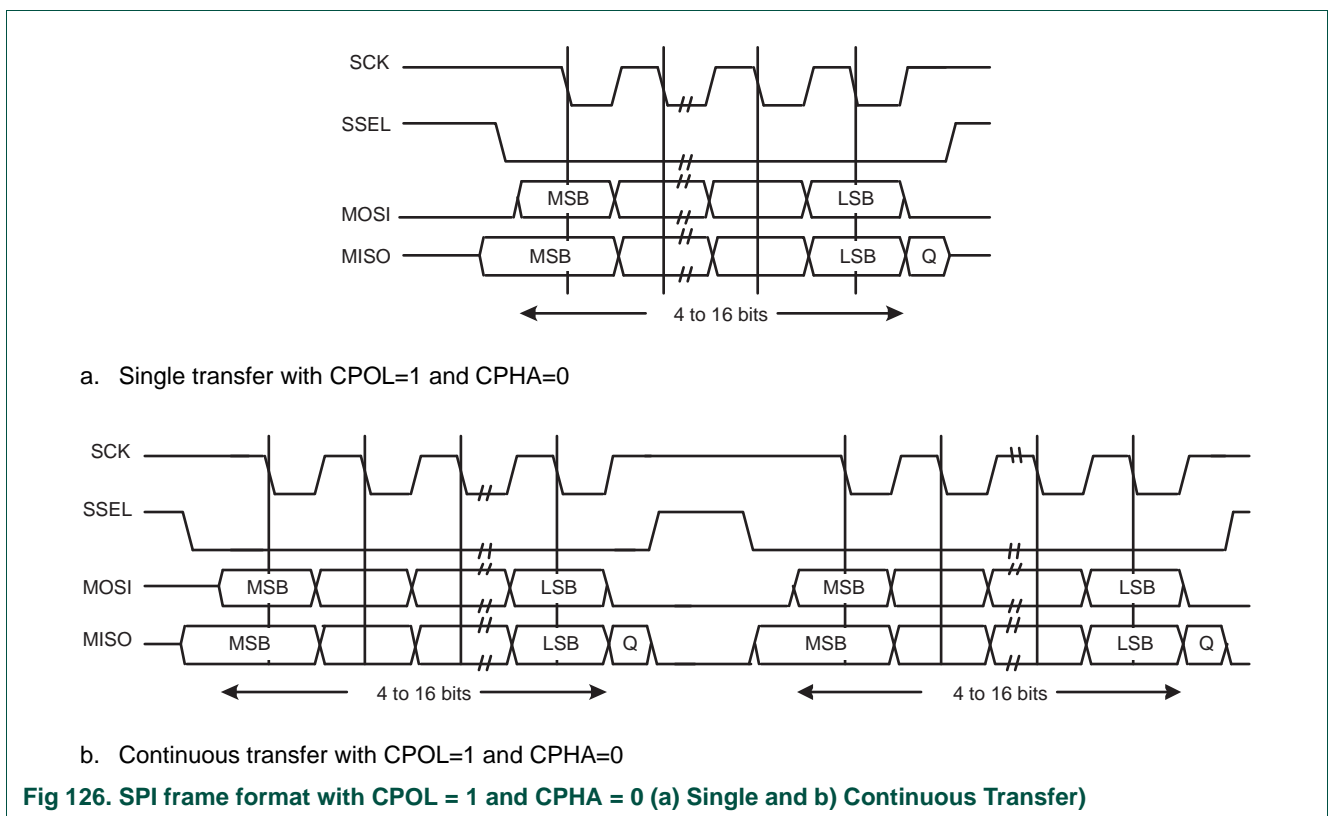 SCK
SSEL
MSB LSB
MOSI
MISO MSB LSB Q
4 to 16 bits
a. Single transfer with CPOL=1 and CPHA=0
SCK
SSEL
MOSI MSB LSB MSB LSB
MISO MSB LSB Q MSB LSB Q
4 to 16 bits 4 to 16 bits
b. Continuous transfer with CPOL=1 and CPHA=0
Fig 126. SPI frame format with CPOL = 1 and CPHA = 0 (a) Single and b) Continuous Transfer)